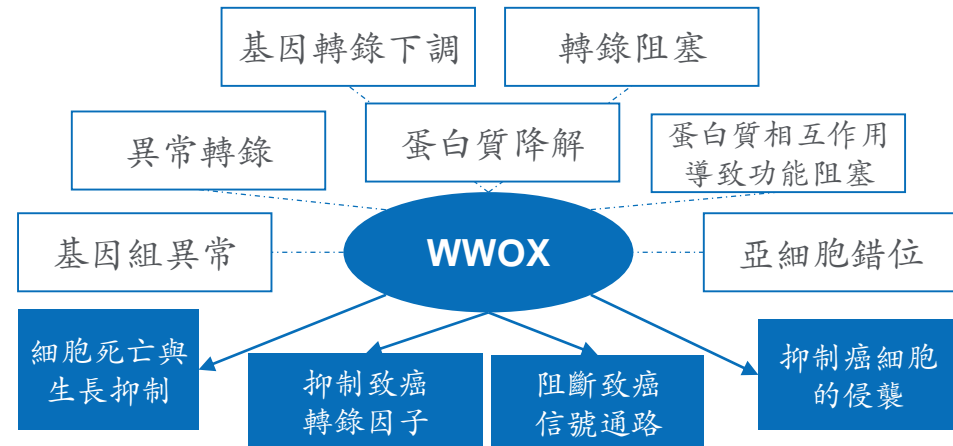 基因轉錄下調
轉錄阻塞
異常轉錄
蛋白質降解
蛋白質相互作用
導致功能阻塞
基因組異常
WWOX
亞細胞錯位
細胞死亡與
生長抑制
抑制致癌
轉錄因子
阻斷致癌
信號通路
抑制癌細胞
的侵襲